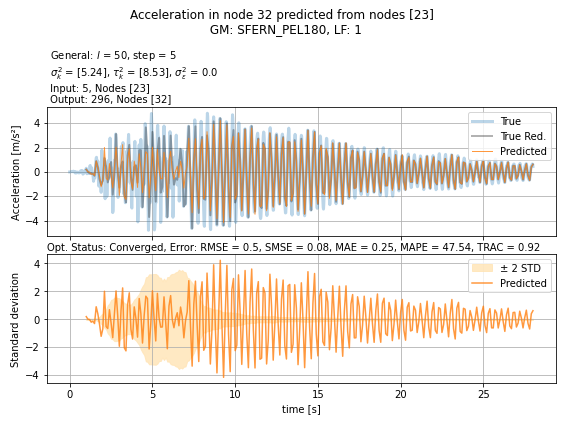 Acceleration in node 32 predicted from nodes [23]
GM: SFERN_PEL180, LF: 1
General: l = 50, step = 5
σ²ₖ = [5.24], τ²ₖ = [8.53], σ²ε = 0.0
Input: 5, Nodes [23]
Output: 296, Nodes [32]
Acceleration [m/s²]
4
2
0
−2
−4
True
True Red.
Predicted
Opt. Status: Converged, Error: RMSE = 0.5, SMSE = 0.08, MAE = 0.25, MAPE = 47.54, TRAC = 0.92
Standard deviation
4
2
0
−2
−4
± 2 STD
Predicted
0 5 10 15 20 25
time [s]